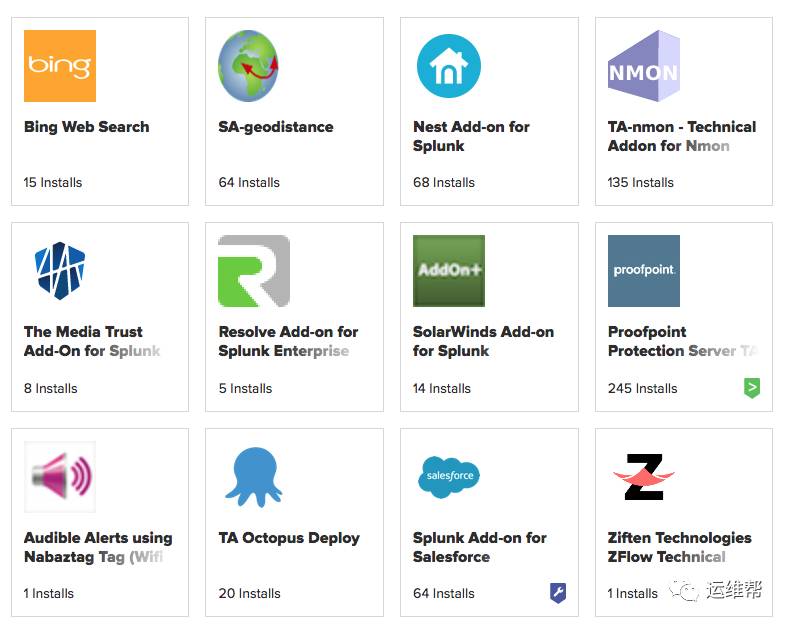 bing
Bing Web Search
15 Installs
SA-geodistance
64 Installs
Nest Add-on for
Splunk
68 Installs
NMON
TA-nmon - Technical
Addon for Nmon
135 Installs
The Media Trust
Add-On for Splunk
8 Installs
Resolve Add-on for
Splunk Enterprise
5 Installs
AddOn+
SolarWinds Add-on
for Splunk
14 Installs
proofpoint.
Proofpoint
Protection Server TA
245 Installs
Audible Alerts using
Nabaztag Tag (Wifi
1 Installs
TA Octopus Deploy
20 Installs
salesforce
Splunk Add-on for
Salesforce
64 Installs
Z
Ziften Technologies
ZFlow Technical
1 Installs
运维帮